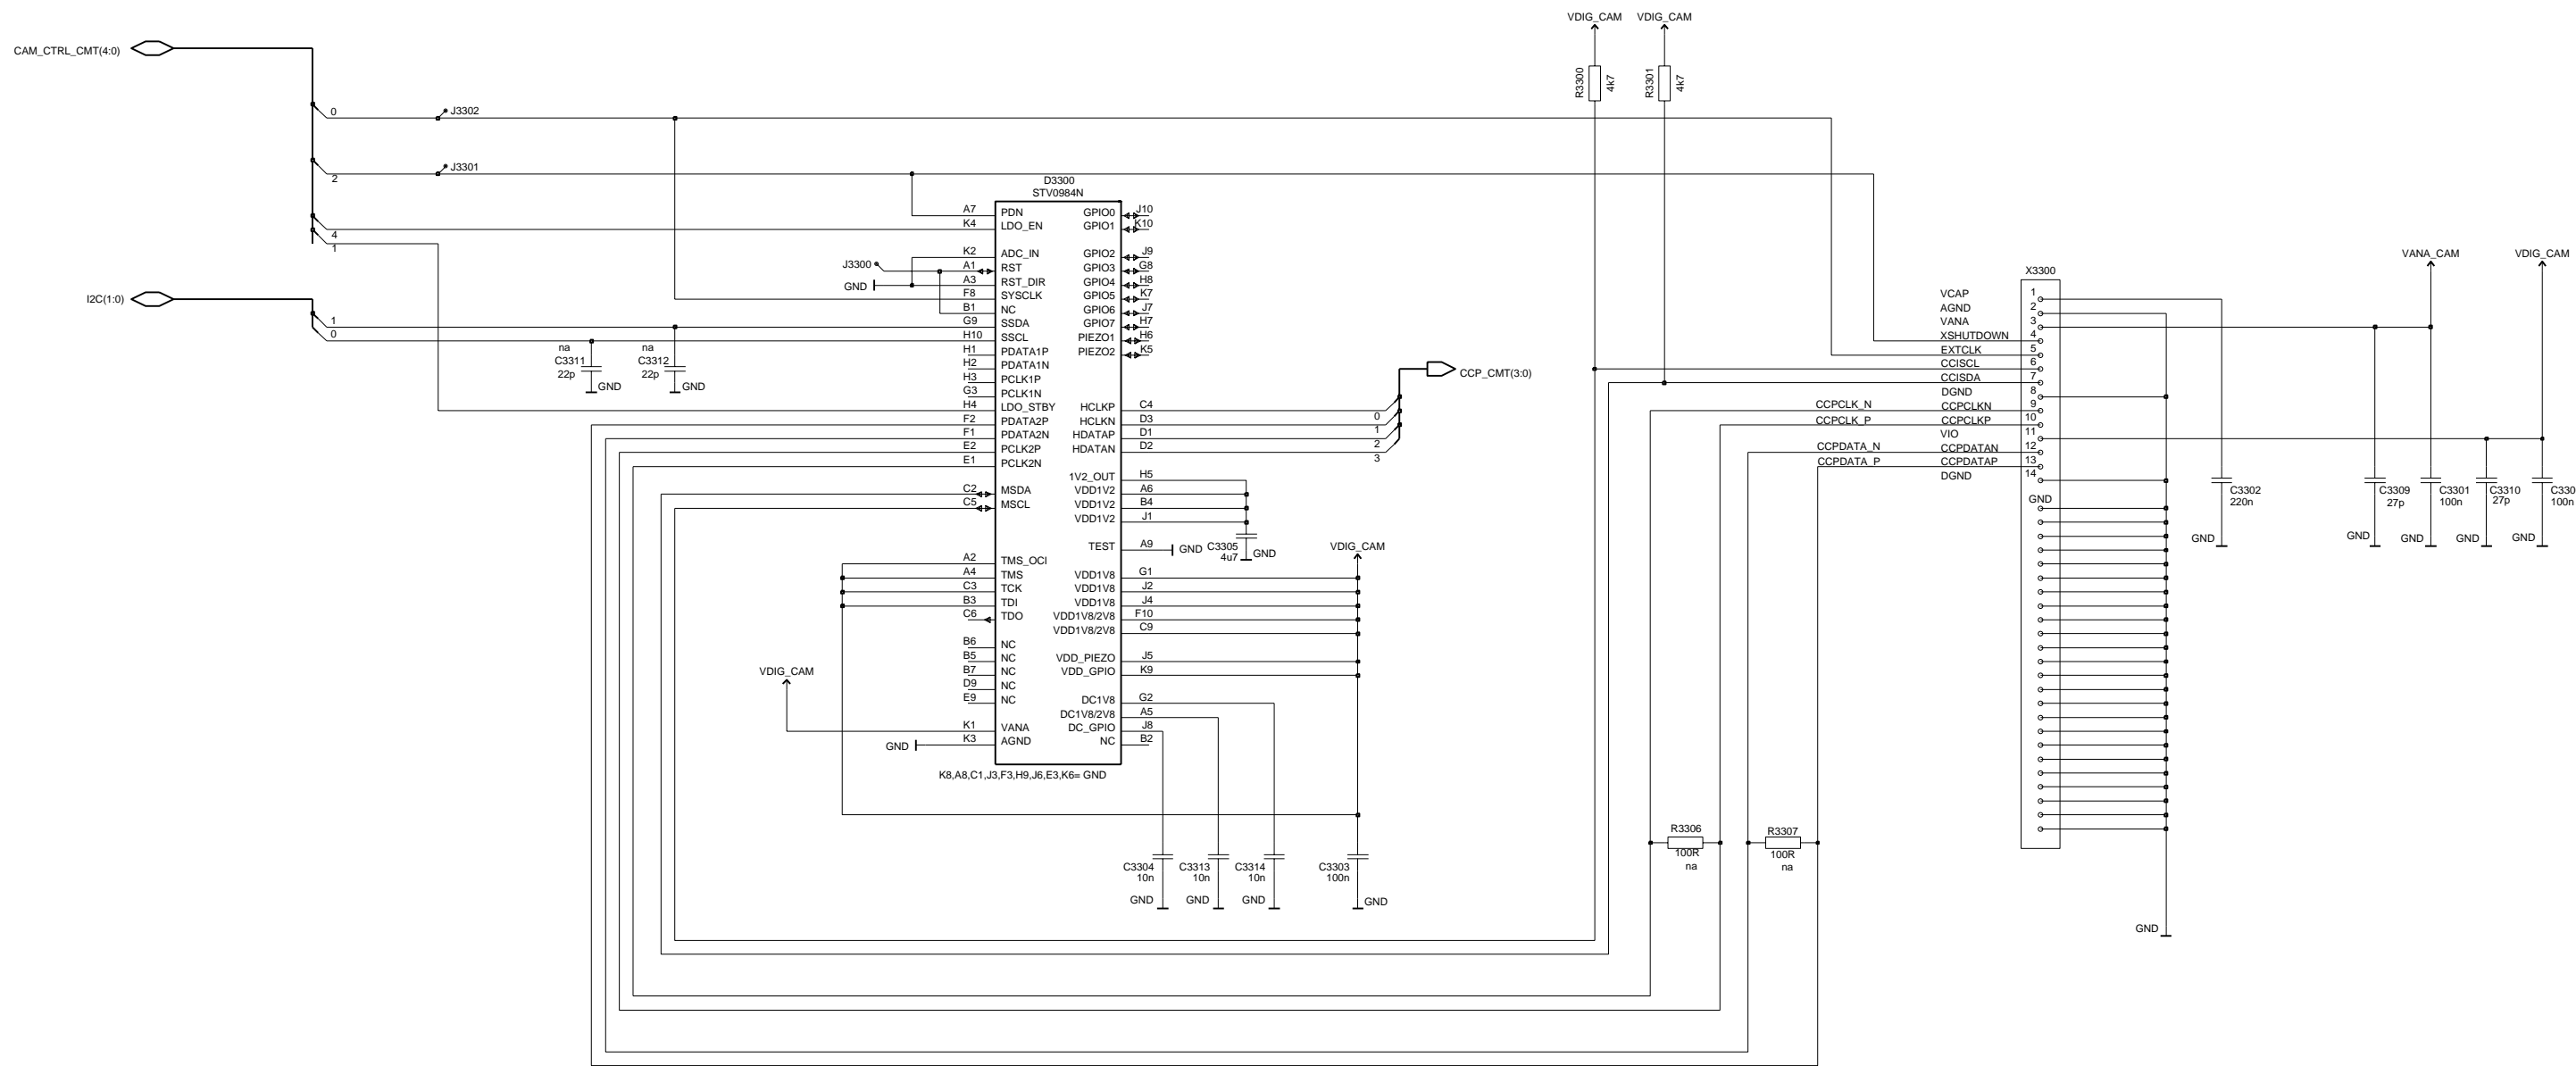 VDIG_CAM VDIG_CAM
CAM_CTRL_CMT(4:0)
R3300 4k7 R3301 4k7
0 J3302
2 J3301
4
1
I2C(1:0)
1
0
na C3311 22p GND
na C3312 22p GND
D3300
STV0984N
J3300
GND
A7 PDN GPIO0 J10
K4 LDO_EN GPIO1 K10
K2 ADC_IN GPIO2 J9
A1 RST GPIO3 G8
A3 RST_DIR GPIO4 H8
F8 SYSCLK GPIO5 K7
B1 NC GPIO6 J7
G9 SSDA GPIO7 H7
H10 SSCL PIEZO1 H6
H1 PDATA1P PIEZO2 K5
H2 PDATA1N
H3 PCLK1P
G3 PCLK1N
H4 LDO_STBY HCLKP C4
F2 PDATA2P HCLKN D3
F1 PDATA2N HDATAP D1
E2 PCLK2P HDATAN D2
E1 PCLK2N
1V2_OUT H5
C2 MSDA VDD1V2 A6
C5 MSCL VDD1V2 B4
VDD1V2 J1
TEST A9 GND
A2 TMS_OCI
A4 TMS VDD1V8 G1
C3 TCK VDD1V8 J2
B3 TDI VDD1V8 J4
C6 TDO VDD1V8/2V8 F10
VDD1V8/2V8 C9
B6 NC
B5 NC VDD_PIEZO J5
B7 NC VDD_GPIO K9
D9 NC
E9 NC DC1V8 G2
DC1V8/2V8 A5
K1 VANA DC_GPIO J8
K3 AGND NC B2
K8,A8,C1,J3,F3,H9,J6,E3,K6= GND
VDIG_CAM
GND
CCP_CMT(3:0)
0
1
2
3
C3305 4u7 GND
VDIG_CAM
C3304 10n GND
C3313 10n GND
C3314 10n GND
C3303 100n GND
R3306 100R na
R3307 100R na
X3300
VCAP 1
AGND 2
VANA 3
XSHUTDOWN 4
EXTCLK 5
CCISCL 6
CCISDA 7
DGND 8
CCPCLK_N CCPCLKN 9
CCPCLK_P CCPCLKP 10
VIO 11
CCPDATA_N CCPDATAN 12
CCPDATA_P CCPDATAP 13
DGND 14
GND
GND
VANA_CAM VDIG_CAM
C3302 220n GND
C3309 27p GND
C3301 100n GND
C3310 27p GND
C330 100n GND